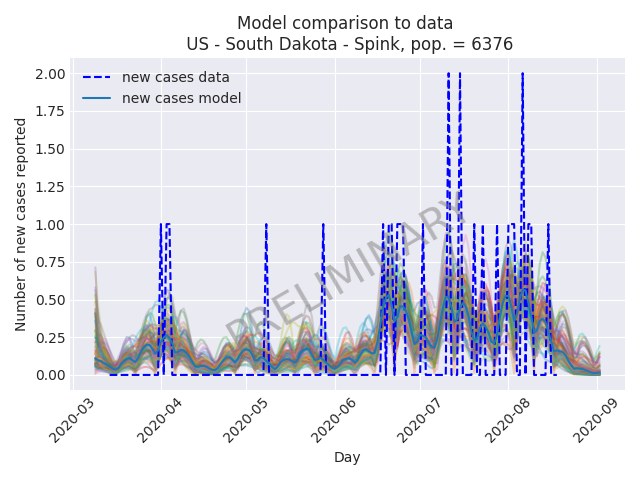 Model comparison to data
US - South Dakota - Spink, pop. = 6376
new cases data
new cases model
PRELIMINARY
Number of new cases reported
2.00
1.75
1.50
1.25
1.00
0.75
0.50
0.25
0.00
2020-03
2020-04
2020-05
2020-06
2020-07
2020-08
2020-09
Day